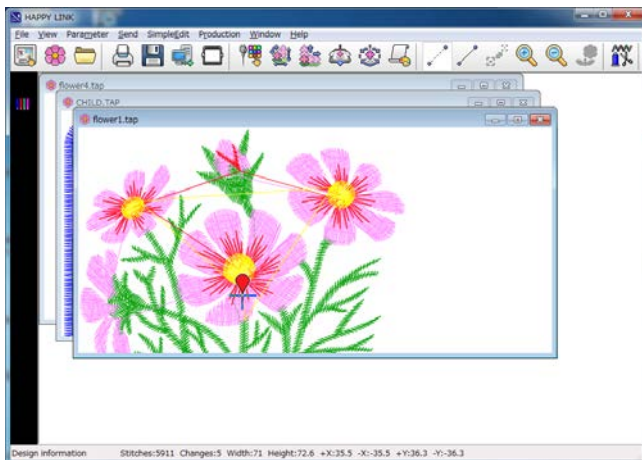 HAPPY LINK
File View Parameter Send SimpleEdit Production Window Help
flower4.tap
CHILD.TAP
flower1.tap
Design information Stitches:5911 Changes:5 Width:71 Height:72.6 +X:35.5 -X:-35.5 +Y:36.3 -Y:-36.3